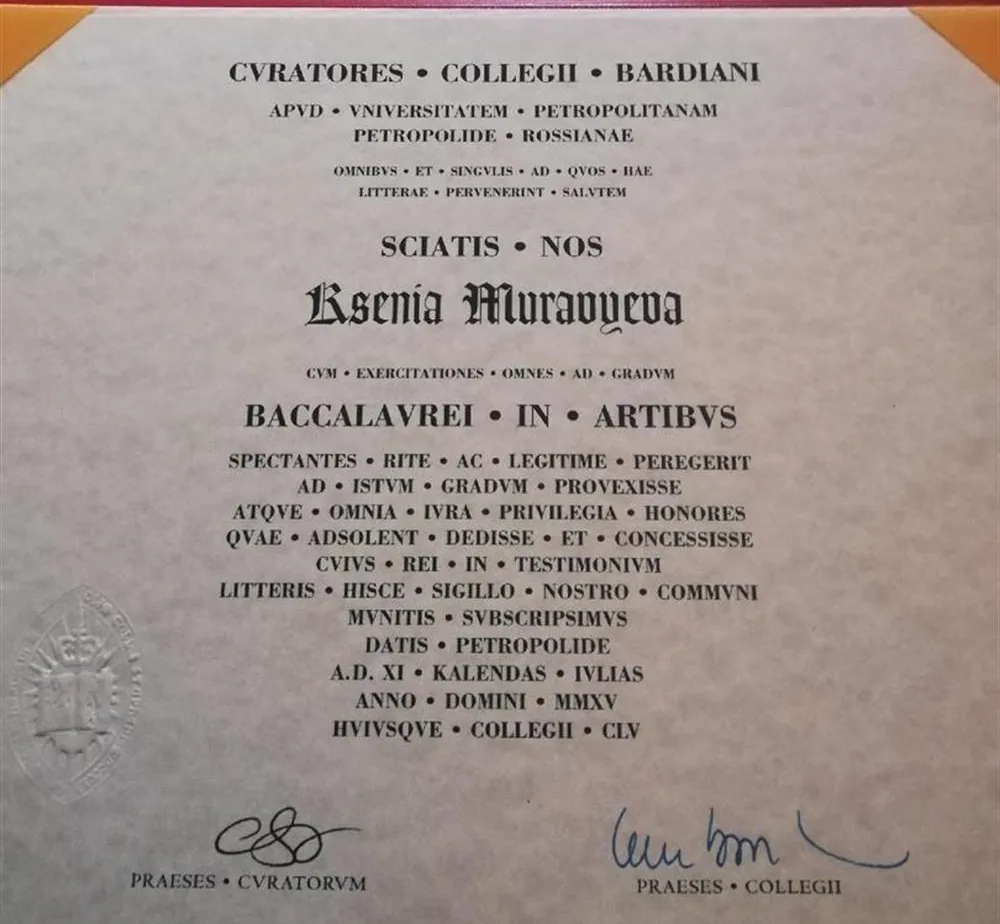 CVRATORES • COLLEGII • BARDIANI
APVD • VNIVERSITATEM • PETROPOLITANAM
PETROPOLIDE • ROSSIANAE
OMNIBVS • ET • SINGVLIS • AD • QVOS • HAE
LITTERAE • PERVENERINT • SALVTEM
SCIATIS • NOS
Ksenia Muravyeva
CVM • EXERCITATIONES • OMNES • AD • GRADVM
BACCALAVREI • IN • ARTIBVS
SPECTANTES • RITE • AC • LEGITIME • PEREGERIT
AD • ISTVM • GRADVM • PROVEXISSE
ATQVE • OMNIA • IVRA • PRIVILEGIA • HONORES
QVAE • ADSOLENT • DEDISSE • ET • CONCESSISSE
CVIVS • REI • IN • TESTIMONIVM
LITTERIS • HISCE • SIGILLO • NOSTRO • COMMVNI
MVNITIS • SVBSCRIPSIMVS
DATIS • PETROPOLIDE
A.D. XI • KALENDAS • IVLIAS
ANNO • DOMINI • MMXV
HVIVSQVE • COLLEGII • CLV
PRAESES • CVRATORVM
PRAESES • COLLEGII